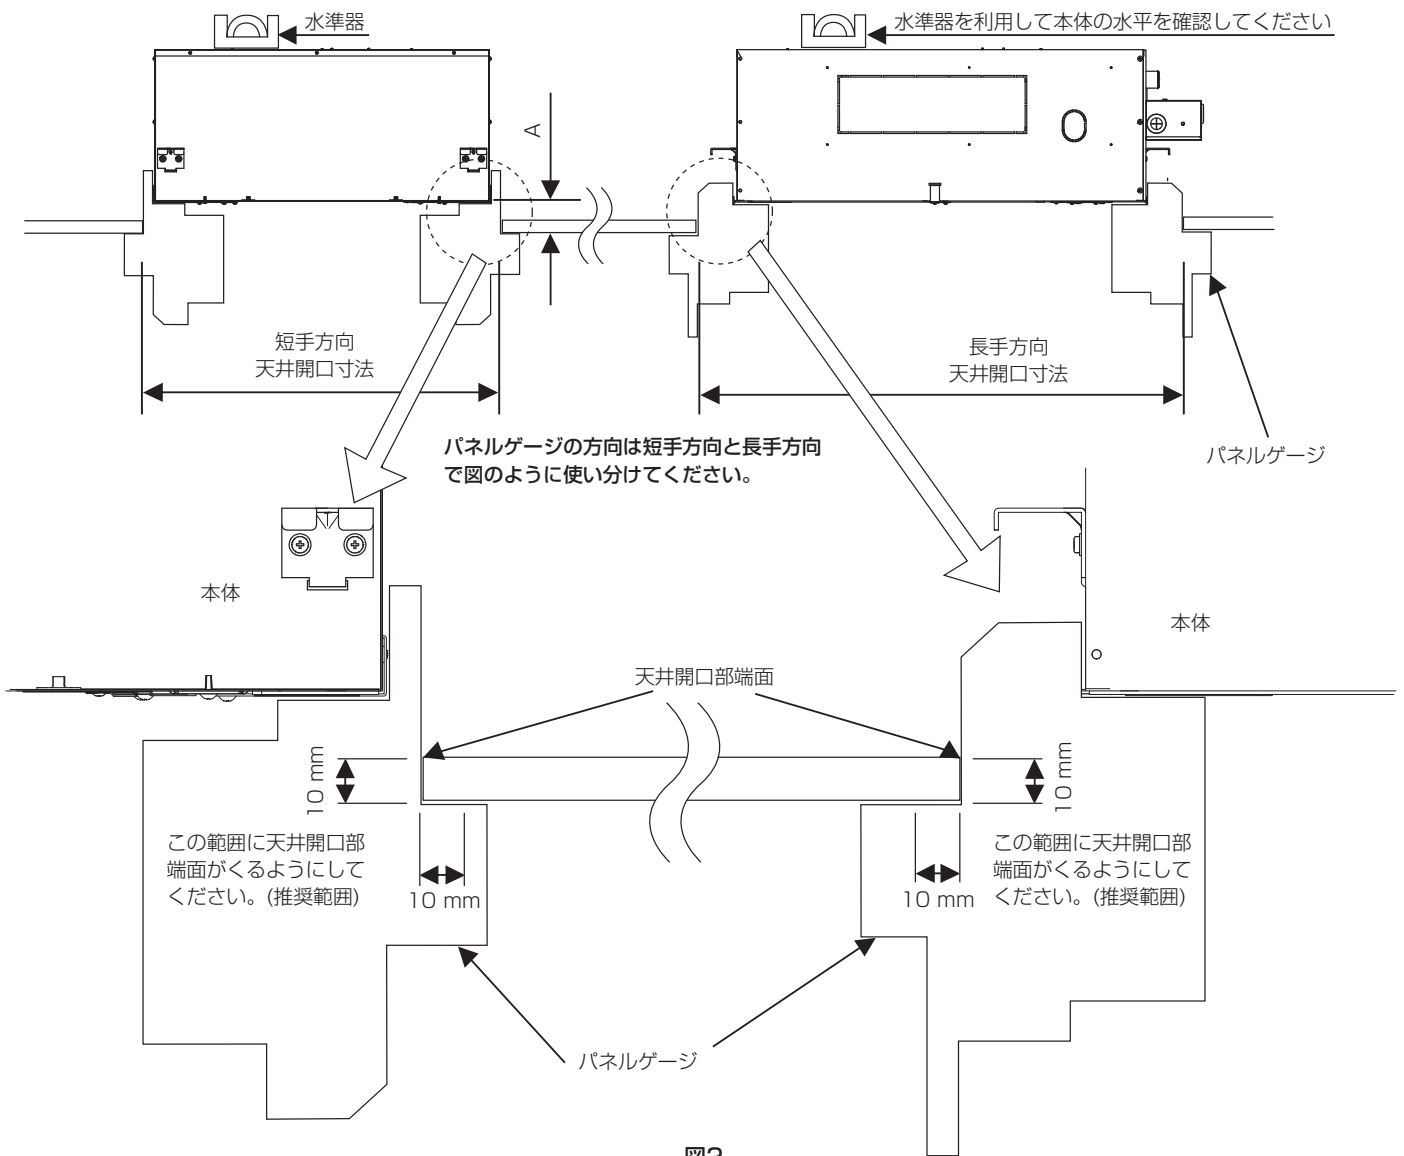 水準器
水準器を利用して本体の水平を確認してください
A
短手方向
天井開口寸法
長手方向
天井開口寸法
パネルゲージの方向は短手方向と長手方向
で図のように使い分けてください。
パネルゲージ
本体
本体
天井開口部端面
10 mm
10 mm
この範囲に天井開口部
端面がくるようにして
ください。(推奨範囲)
10 mm
10 mm
この範囲に天井開口部
端面がくるようにして
ください。(推奨範囲)
パネルゲージ